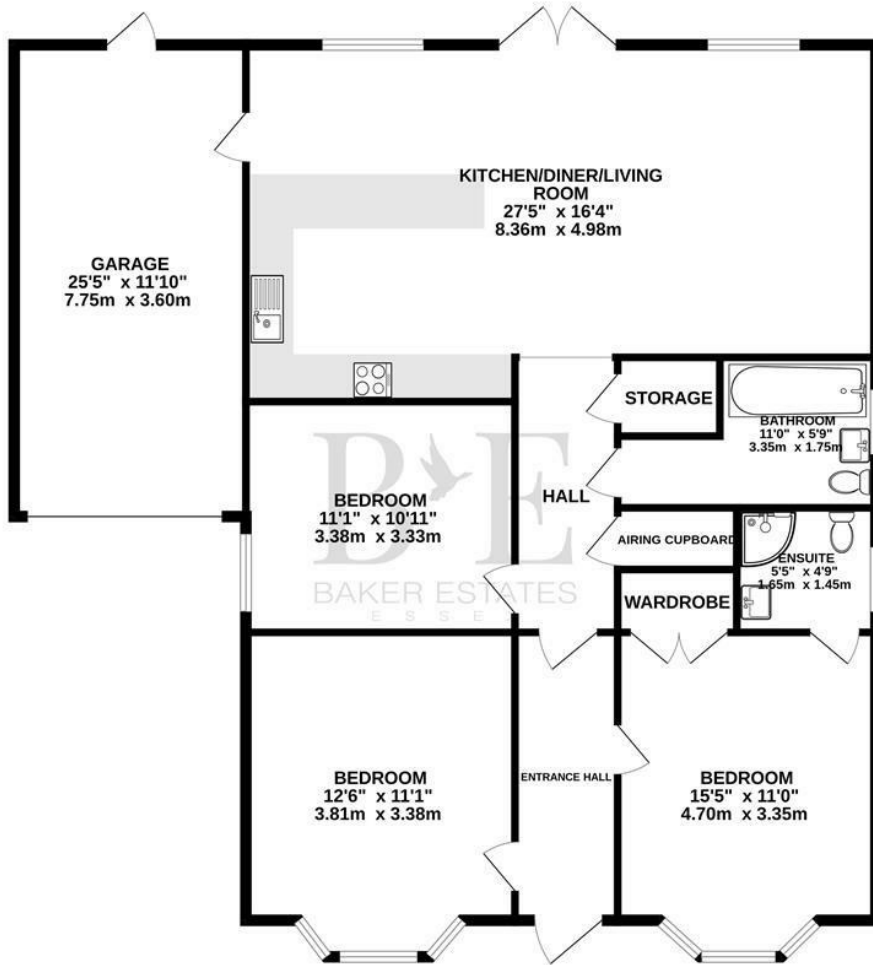 KITCHEN/DINER/LIVING
ROOM
27'5" x 16'4"
8.36m x 4.98m
GARAGE
25'5" x 11'10"
7.75m x 3.60m
STORAGE
BATHROOM
11'0" x 5'9"
3.35m x 1.75m
BEDROOM
11'1" x 10'11"
3.38m x 3.33m
HALL
B E
BAKER ESTATES
ESSEX
AIRING CUPBOARD
ENSUITE
5'5" x 4'9"
1.65m x 1.45m
WARDROBE
BEDROOM
12'6" x 11'1"
3.81m x 3.38m
ENTRANCE HALL
BEDROOM
15'5" x 11'0"
4.70m x 3.35m